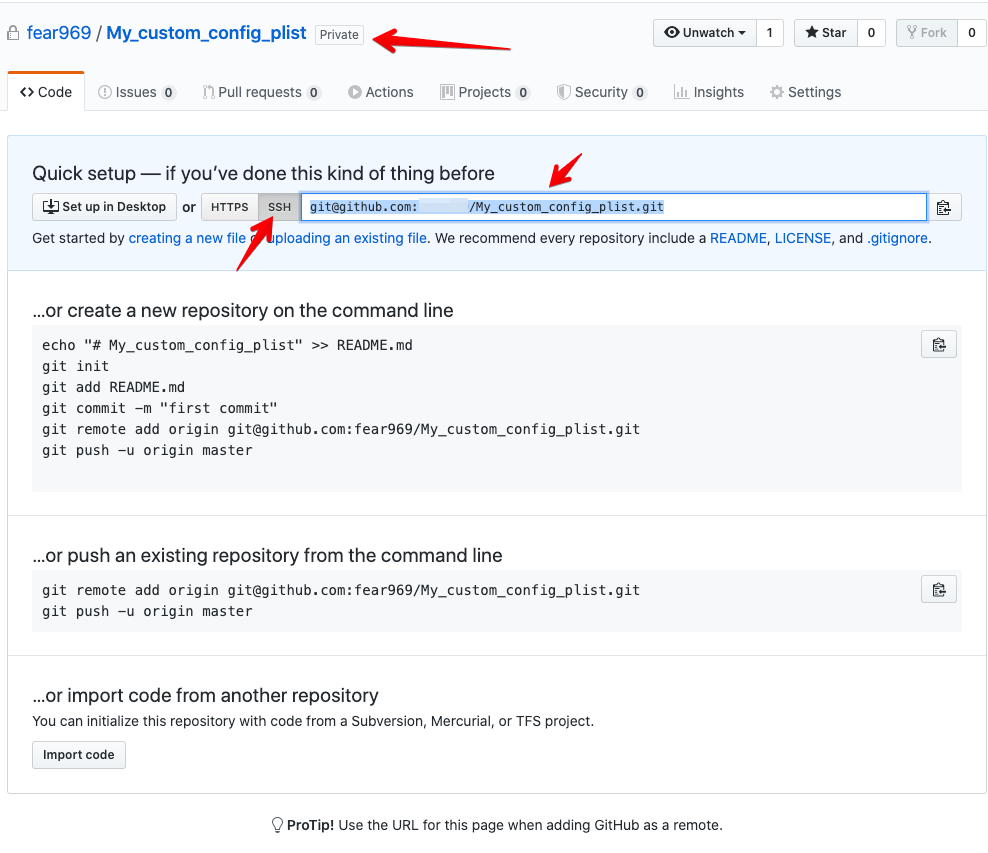 fear969 / My_custom_config_plist Private Unwatch 1 Star 0 Fork 0
Code Issues 0 Pull requests 0 Actions Projects 0 Security 0 Insights Settings
Quick setup — if you've done this kind of thing before
Set up in Desktop or HTTPS SSH git@github.com: /My_custom_config_plist.git
Get started by creating a new file uploading an existing file. We recommend every repository include a README, LICENSE, and .gitignore.
...or create a new repository on the command line
echo "# My_custom_config_plist" >> README.md
git init
git add README.md
git commit -m "first commit"
git remote add origin git@github.com:fear969/My_custom_config_plist.git
git push -u origin master
...or push an existing repository from the command line
git remote add origin git@github.com:fear969/My_custom_config_plist.git
git push -u origin master
...or import code from another repository
You can initialize this repository with code from a Subversion, Mercurial, or TFS project.
Import code
ProTip! Use the URL for this page when adding GitHub as a remote.